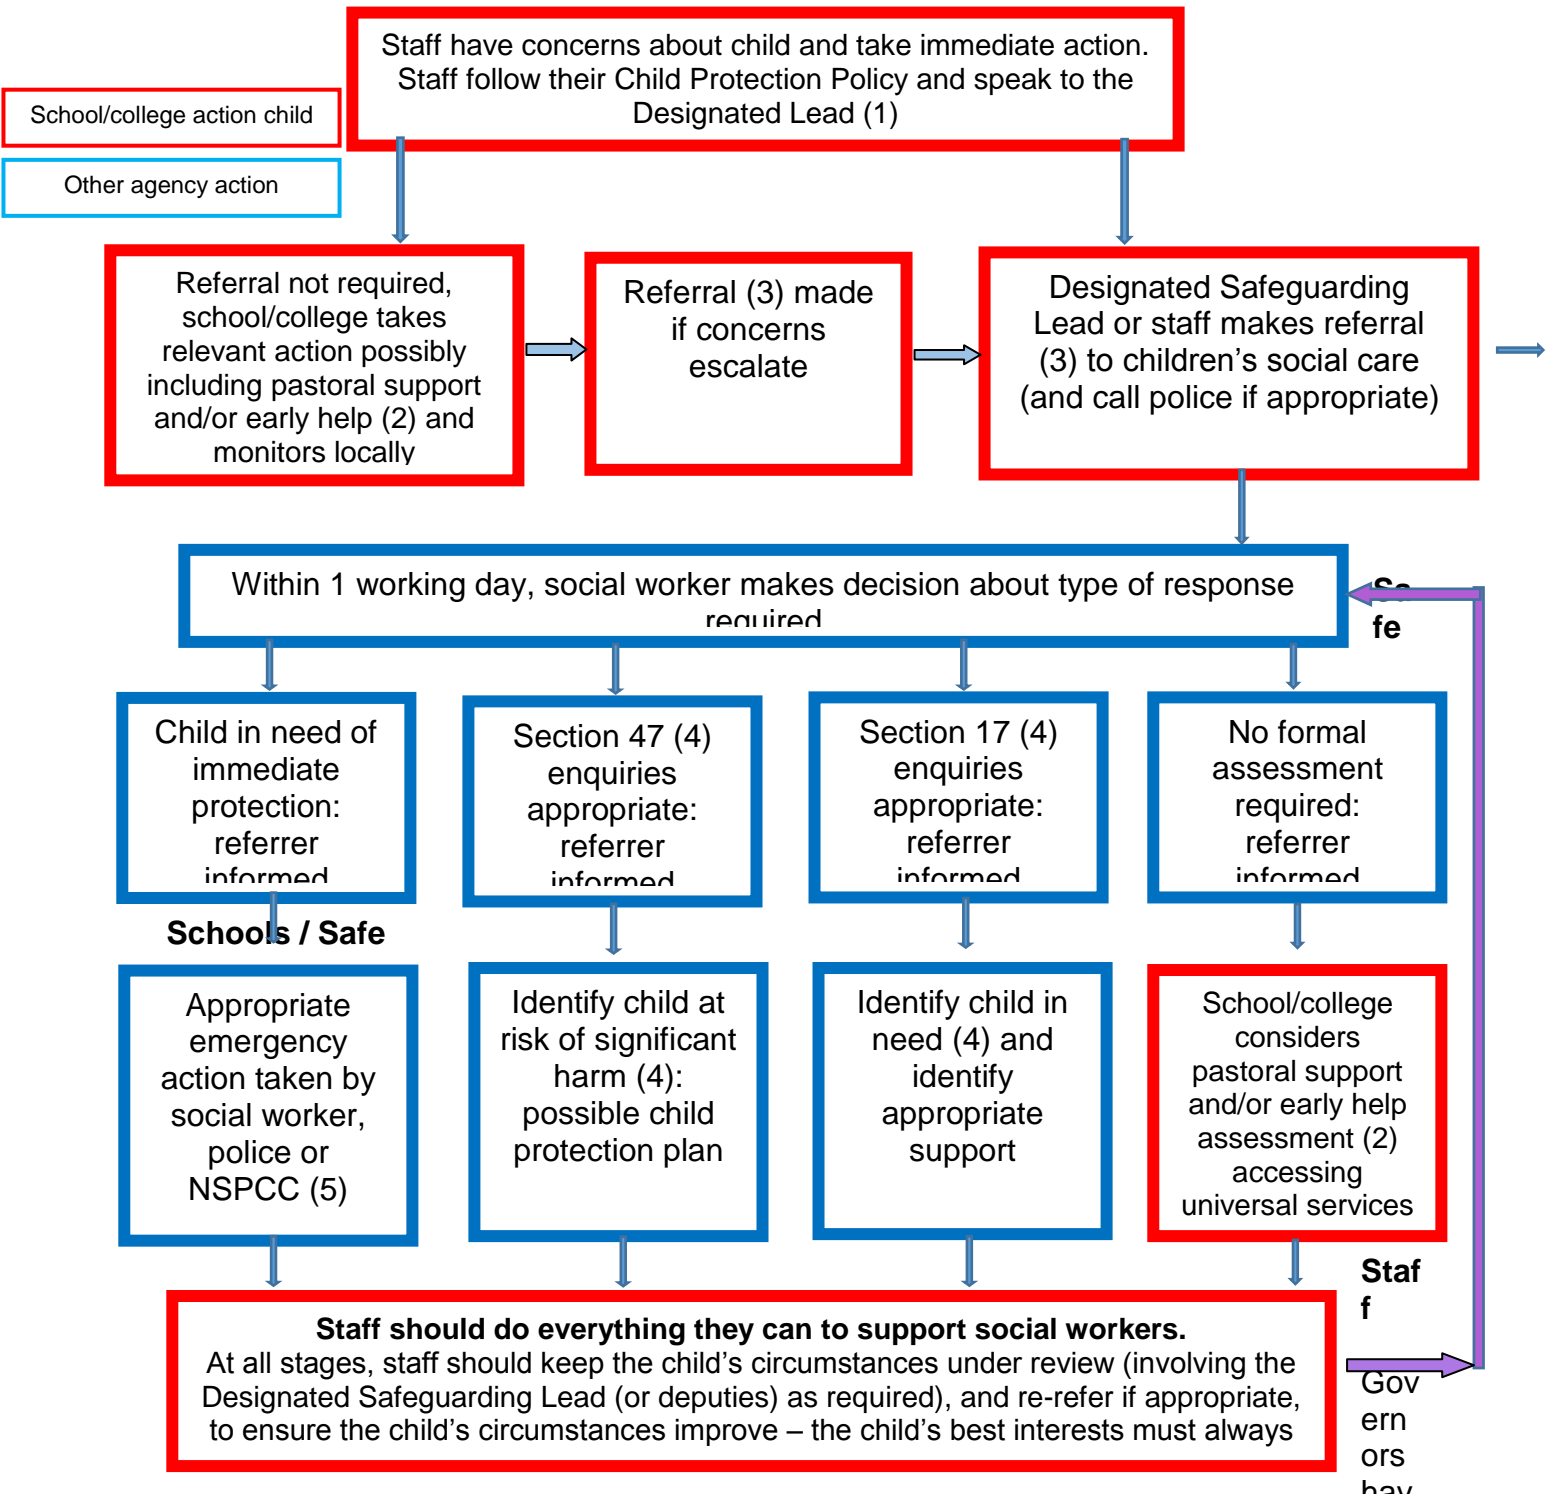 Staff have concerns about child and take immediate action.
Staff follow their Child Protection Policy and speak to the
Designated Lead (1)
School/college action child
Other agency action
Referral not required,
school/college takes
relevant action possibly
including pastoral support
and/or early help (2) and
monitors locally
Referral (3) made
if concerns
escalate
Designated Safeguarding
Lead or staff makes referral
(3) to children’s social care
(and call police if appropriate)
Within 1 working day, social worker makes decision about type of response
required
Sa
fe
Child in need of
immediate
protection:
referrer
informed
Section 47 (4)
enquiries
appropriate:
referrer
informed
Section 17 (4)
enquiries
appropriate:
referrer
informed
No formal
assessment
required:
referrer
informed
Schools / Safe
Appropriate
emergency
action taken by
social worker,
police or
NSPCC (5)
Identify child at
risk of significant
harm (4):
possible child
protection plan
Identify child in
need (4) and
identify
appropriate
support
School/college
considers
pastoral support
and/or early help
assessment (2)
accessing
universal services
Staf
f
Staff should do everything they can to support social workers.
At all stages, staff should keep the child’s circumstances under review (involving the
Designated Safeguarding Lead (or deputies) as required), and re-refer if appropriate,
to ensure the child’s circumstances improve – the child’s best interests must always
Gov
ern
ors
hav